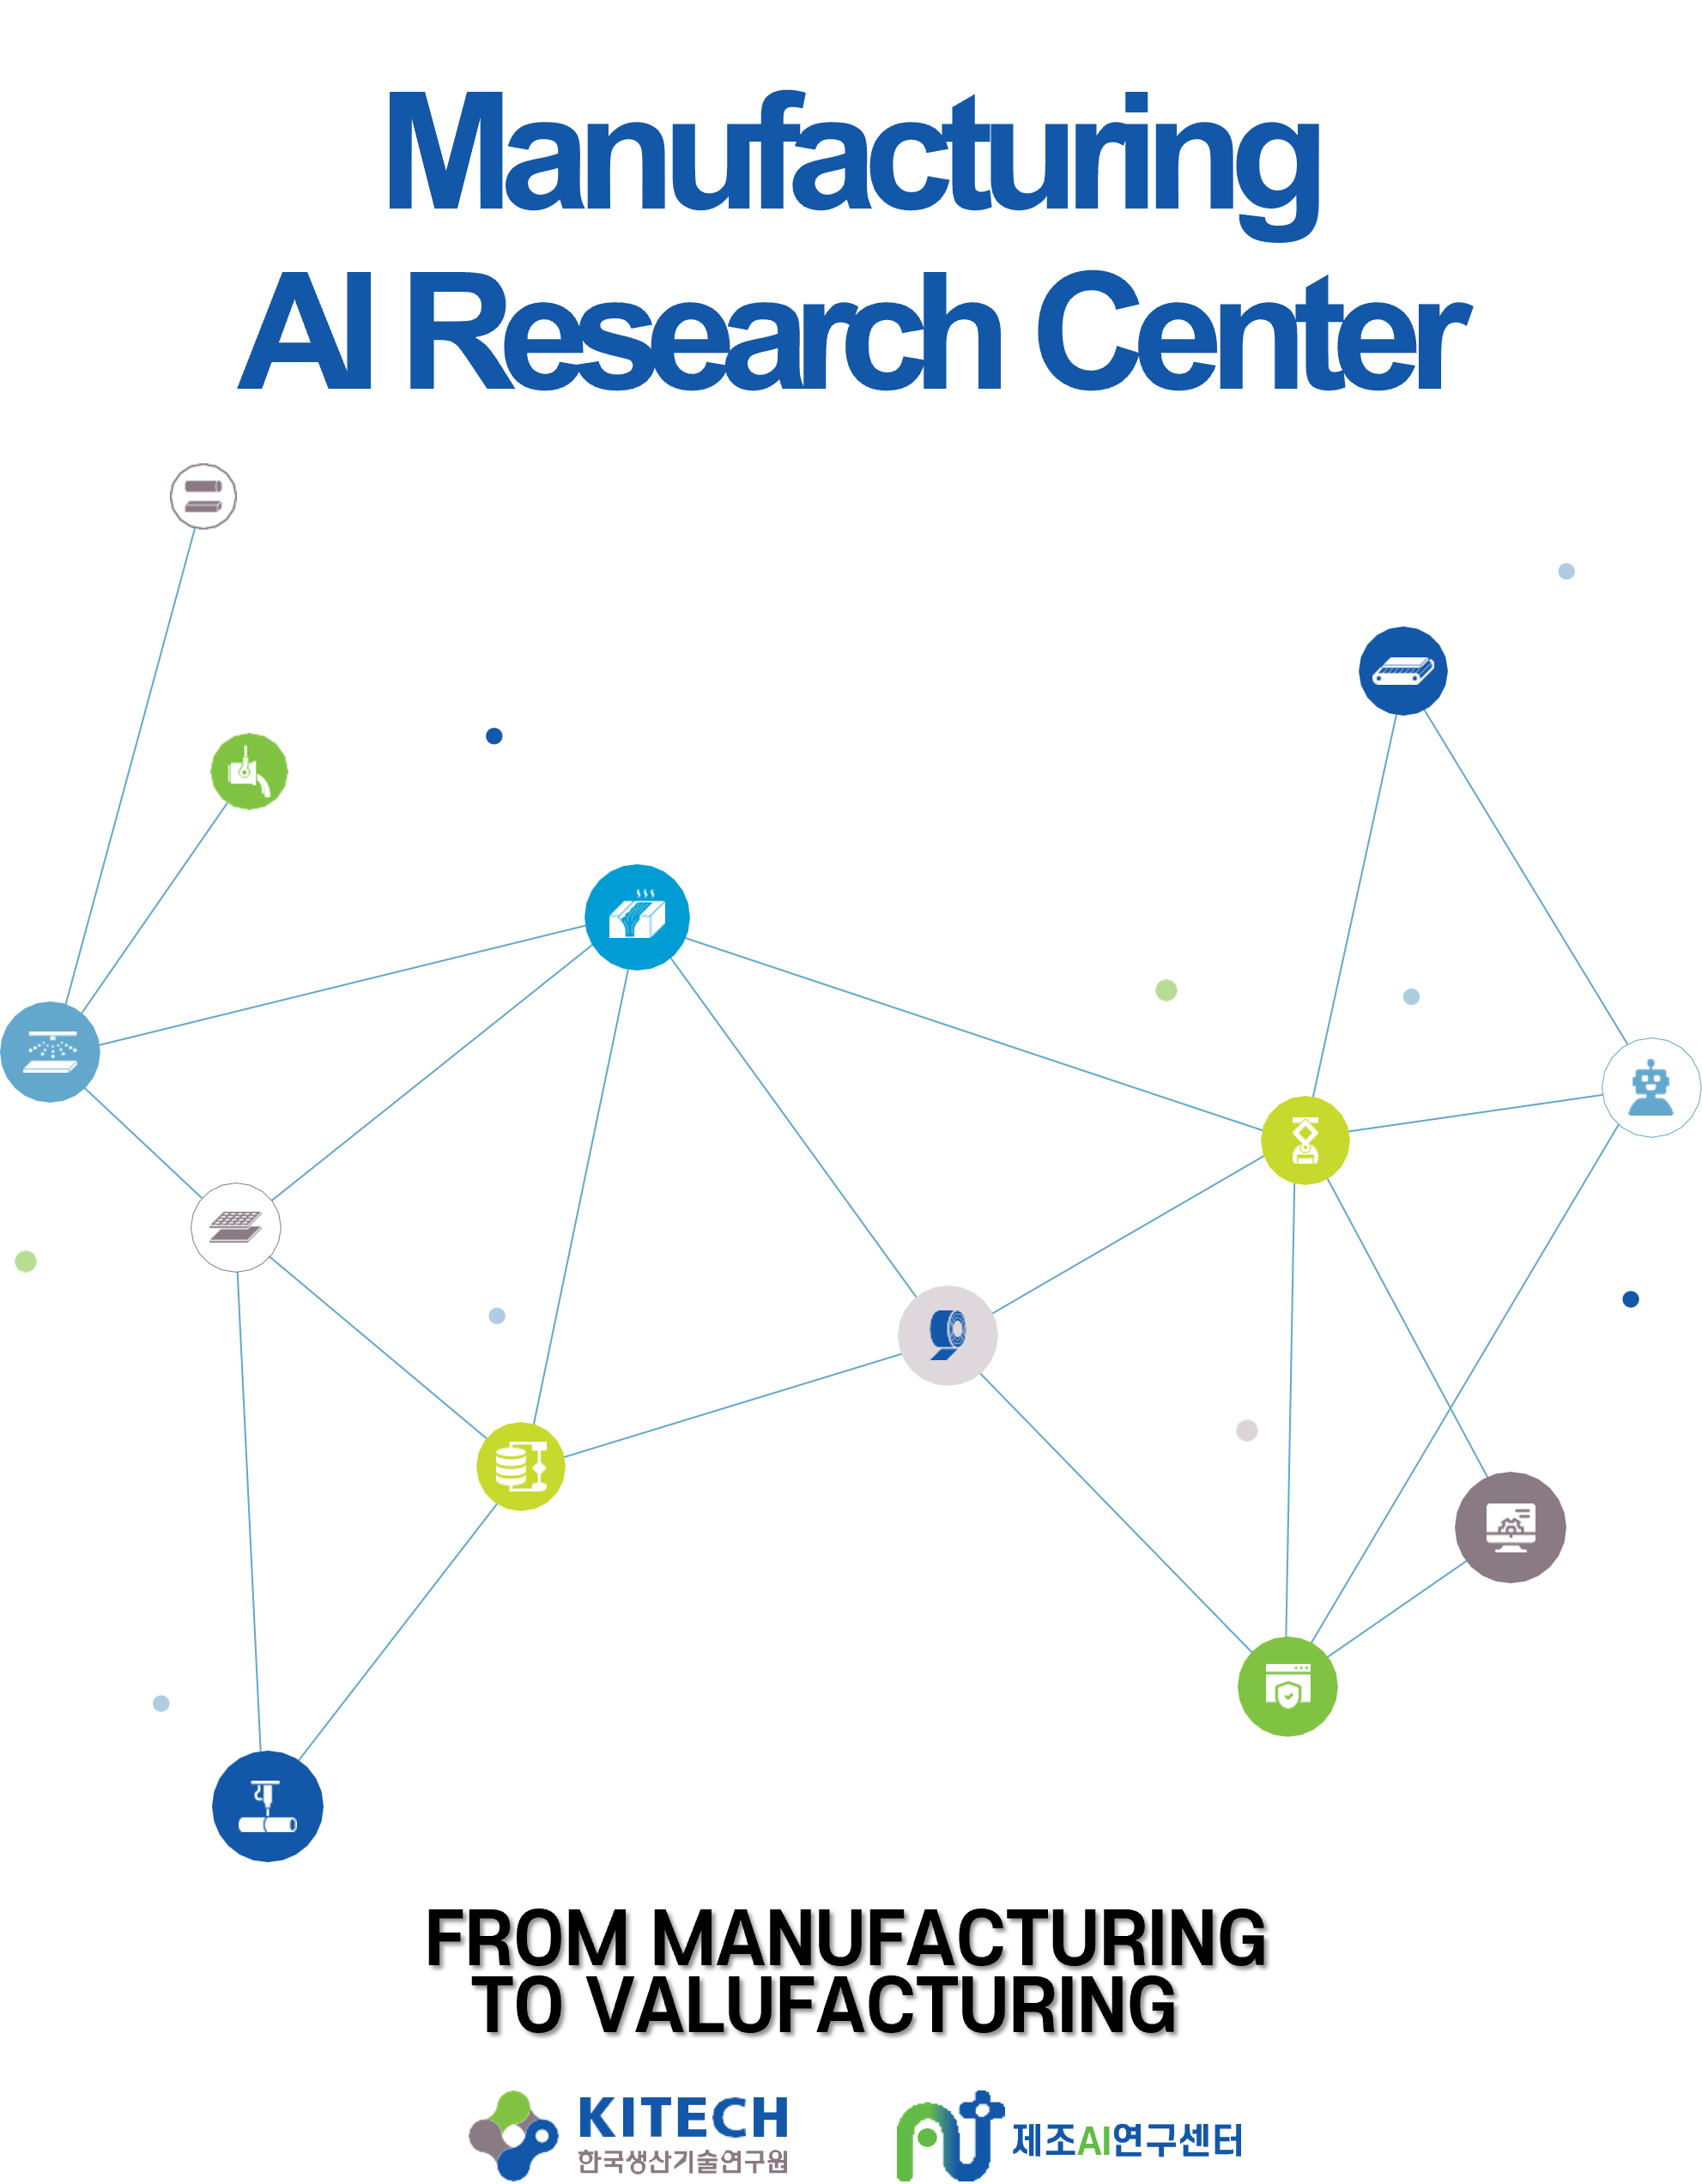 Manufacturing
AI Research Center
FROM MANUFACTURING
TO VALUFACTURING
KITECH
한국생산기술연구원
제조AI연구센터